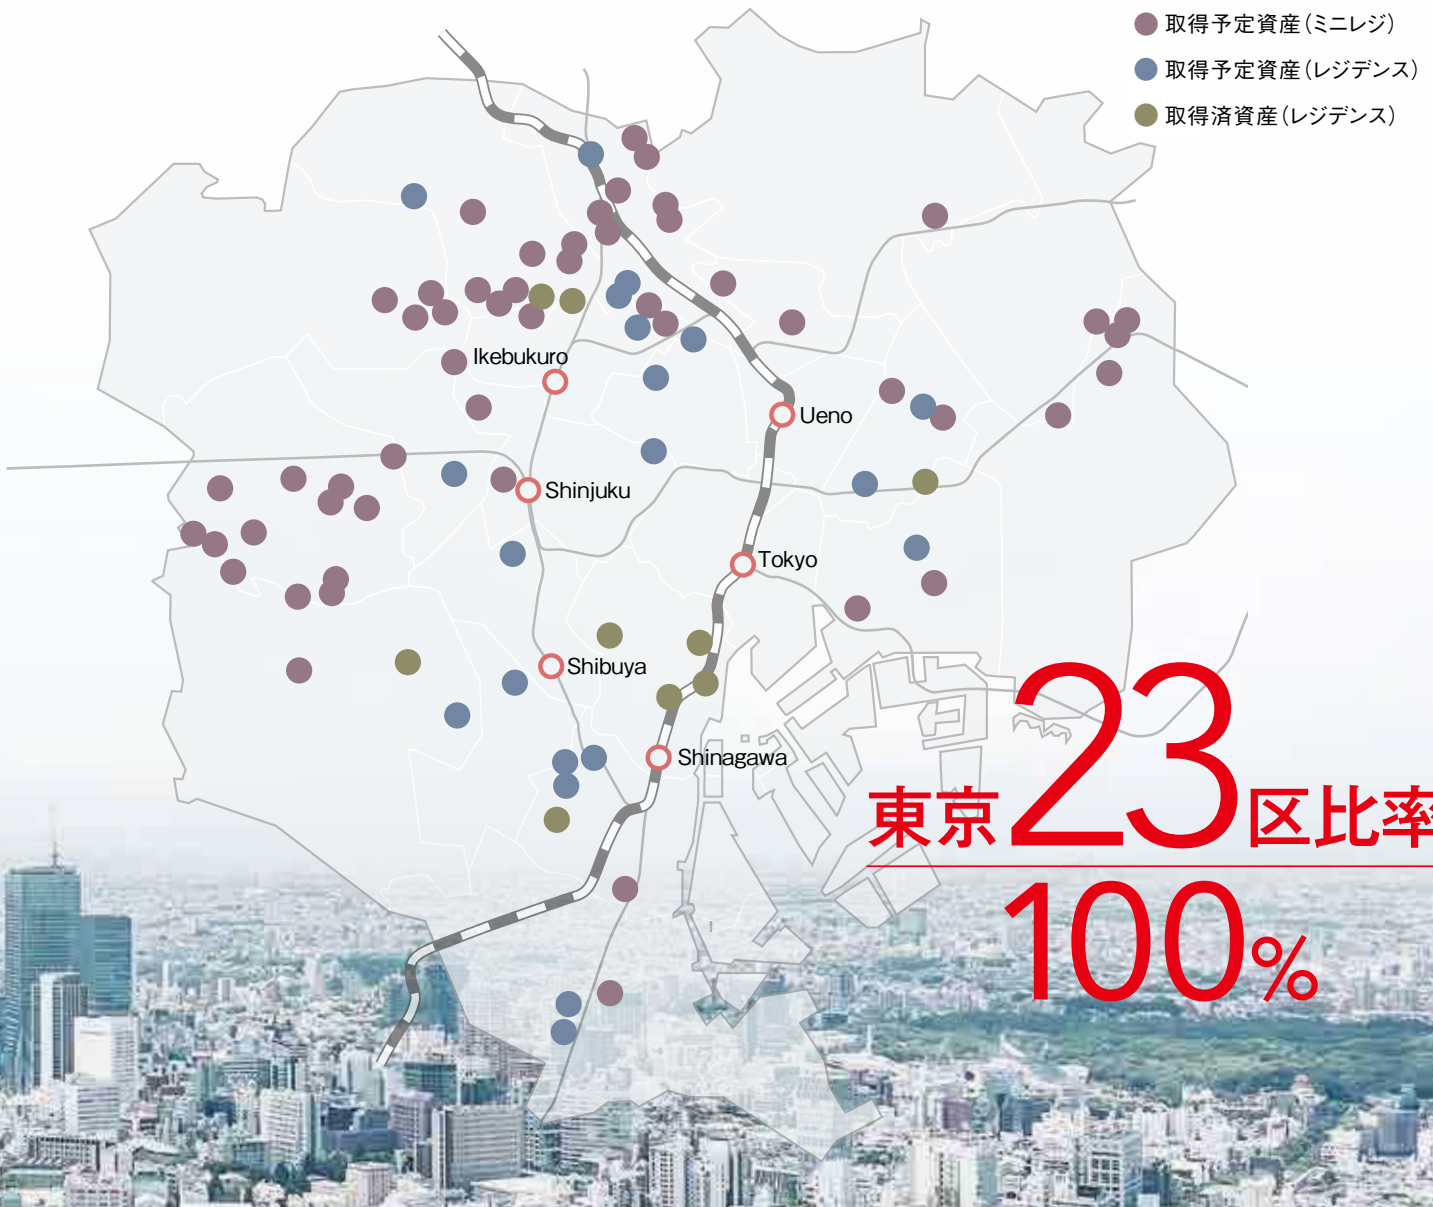 取得予定資産(ミニレジ)
取得予定資産(レジデンス)
取得済資産(レジデンス)
Ikebukuro
Ueno
Shinjuku
Tokyo
Shibuya
Shinagawa
東京23区比率
100%